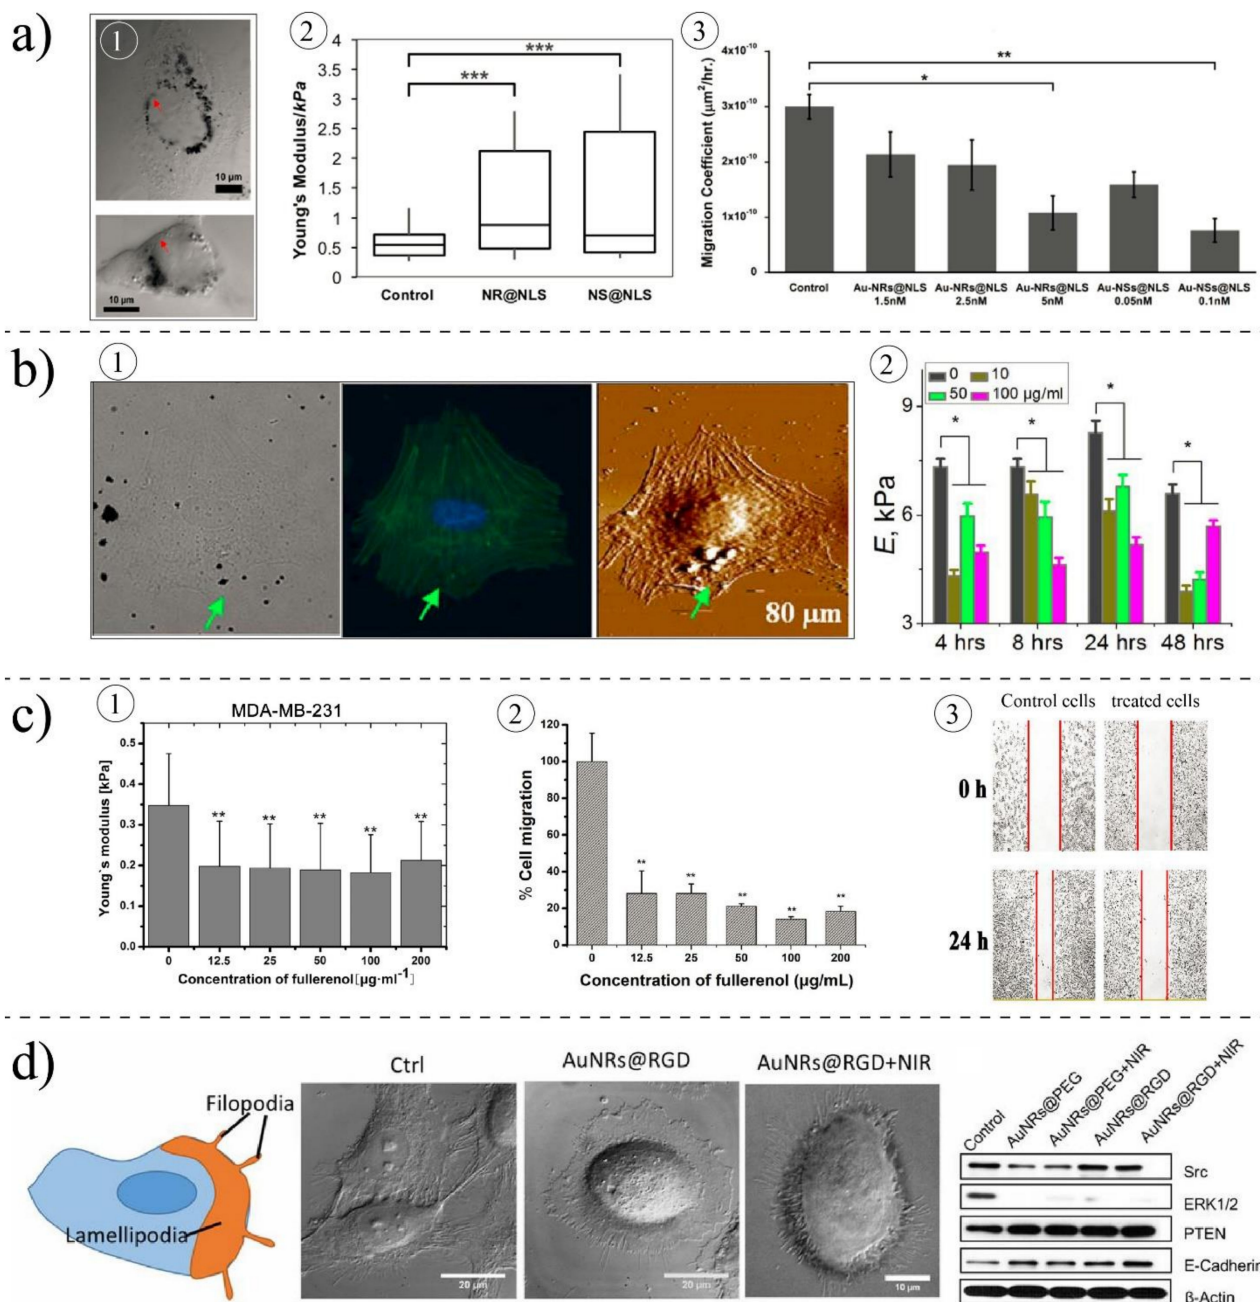 a)
1
10 µm
10 µm
2
Young's Modulus/kPa
4
3.5
3
2.5
2
1.5
1
0.5
0
***
***
Control NR@NLS NS@NLS
3
Migration Coefficient (µm²/hr.)
4x10⁻¹⁰
3x10⁻¹⁰
2x10⁻¹⁰
1x10⁻¹⁰
0
**
*
Control Au-NRs@NLS Au-NRs@NLS Au-NRs@NLS Au-NSs@NLS Au-NSs@NLS
1.5nM 2.5nM 5nM 0.05nM 0.1nM
b)
1
80 µm
2
0 10
50 100 µg/ml
E, kPa
9
6
3
* * * *
4 hrs 8 hrs 24 hrs 48 hrs
c)
1
MDA-MB-231
Young`s modulus [kPa]
0.5
0.4
0.3
0.2
0.1
0.0
** ** ** ** **
0 12.5 25 50 100 200
Concentration of fullerenol[µg·ml⁻¹]
2
% Cell migration
120
100
80
60
40
20
0
** ** ** ** **
0 12.5 25 50 100 200
Concentration of fullerenol (µg/mL)
3
Control cells treated cells
0 h
24 h
d)
Filopodia
Lamellipodia
Ctrl
20 µm
AuNRs@RGD
20 µm
AuNRs@RGD+NIR
10 µm
Control
AuNRs@PEG
AuNRs@PEG+NIR
AuNRs@RGD
AuNRs@RGD+NIR
Src
ERK1/2
PTEN
E-Cadherin
ß-Actin